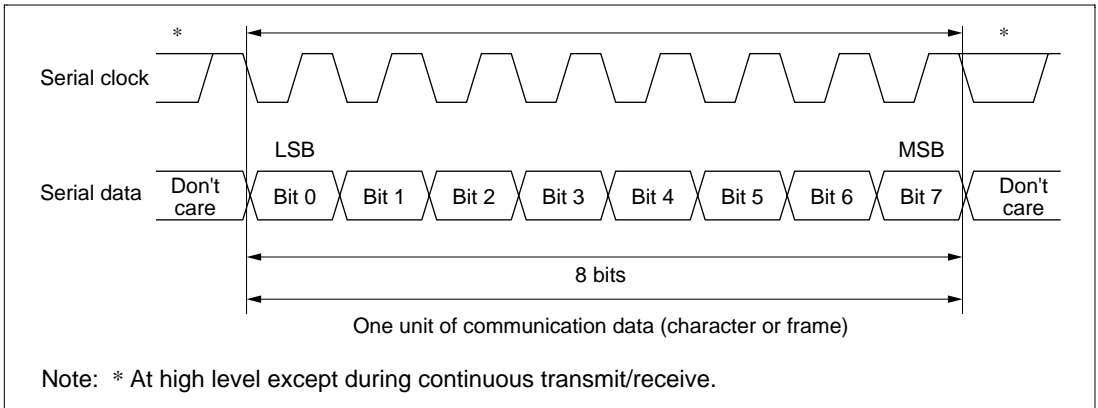 * *
Serial clock
LSB MSB
Serial data Don't care Bit 0 Bit 1 Bit 2 Bit 3 Bit 4 Bit 5 Bit 6 Bit 7 Don't care
8 bits
One unit of communication data (character or frame)
Note: * At high level except during continuous transmit/receive.